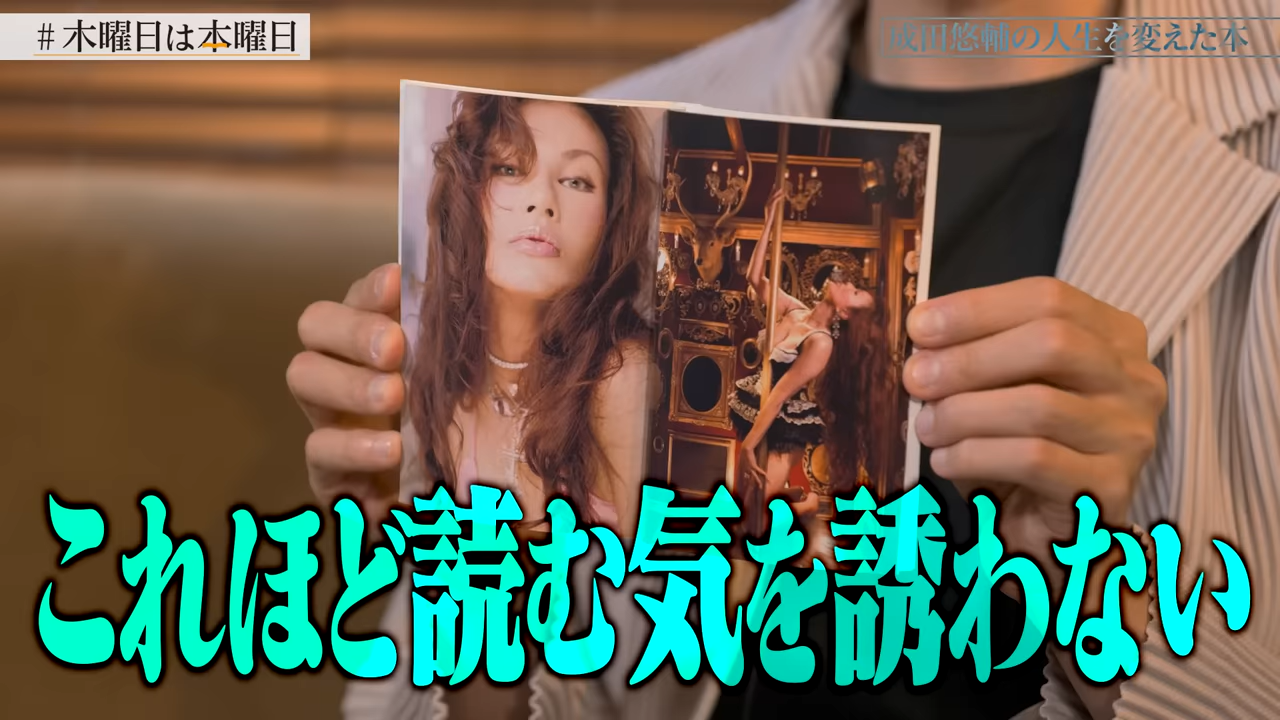 #木曜日は本曜日
成田悠輔の人生を変えた本
これほど読む気を誘わない